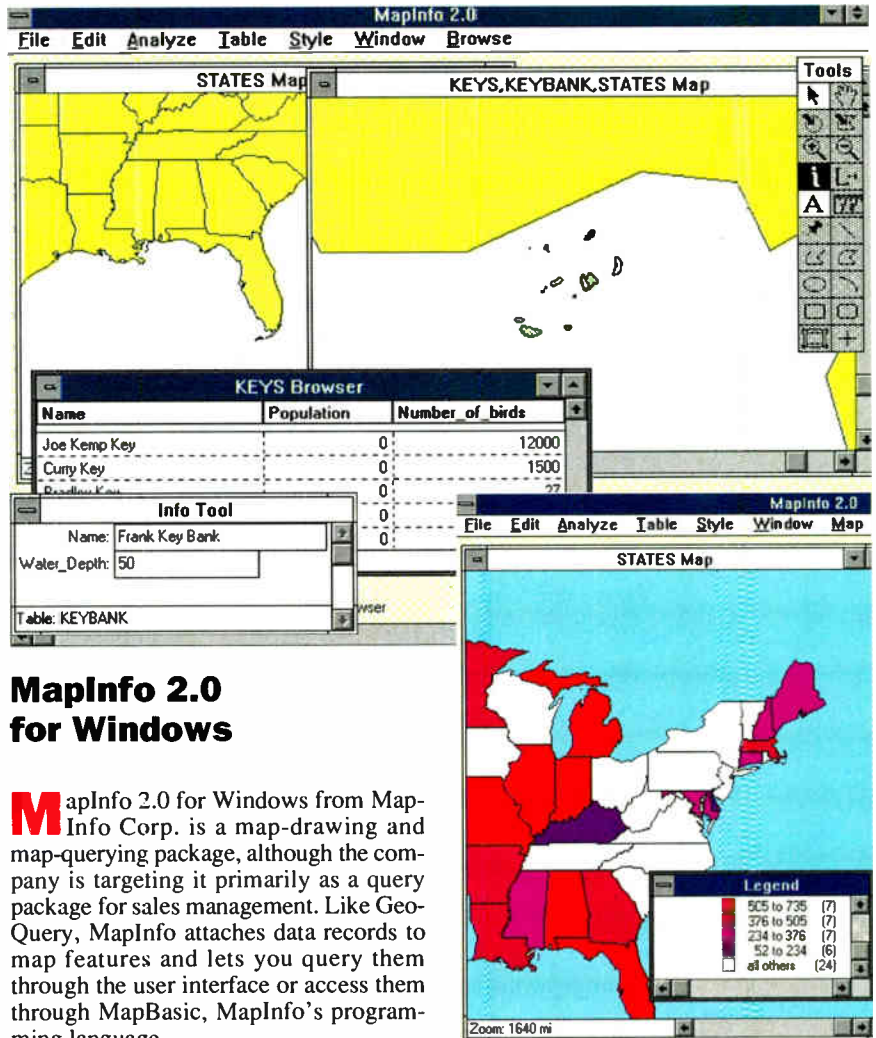 MapInfo 2.0
File Edit Analyze Table Style Window Browse
STATES Map
KEYS,KEYBANK,STATES Map
Tools
i
A
KEYS Browser
Name Population Number_of_birds
Joe Kemp Key 0 12000
Curry Key 0 1500
Bradley Key 0 27
0
0
Info Tool
Name: Frank Key Bank
Water_Depth: 50
Table: KEYBANK
wser
MapInfo 2.0
File Edit Analyze Table Style Window Map
STATES Map
Legend
505 to 735 (7)
376 to 505 (7)
234 to 376 (7)
52 to 234 (6)
all others (24)
Zoom: 1640 mi
MapInfo 2.0
for Windows
MapInfo 2.0 for Windows from Map-
Info Corp. is a map-drawing and
map-querying package, although the com-
pany is targeting it primarily as a query
package for sales management. Like Geo-
Query, MapInfo attaches data records to
map features and lets you query them
through the user interface or access them
through MapBasic, MapInfo's program-
ming language.